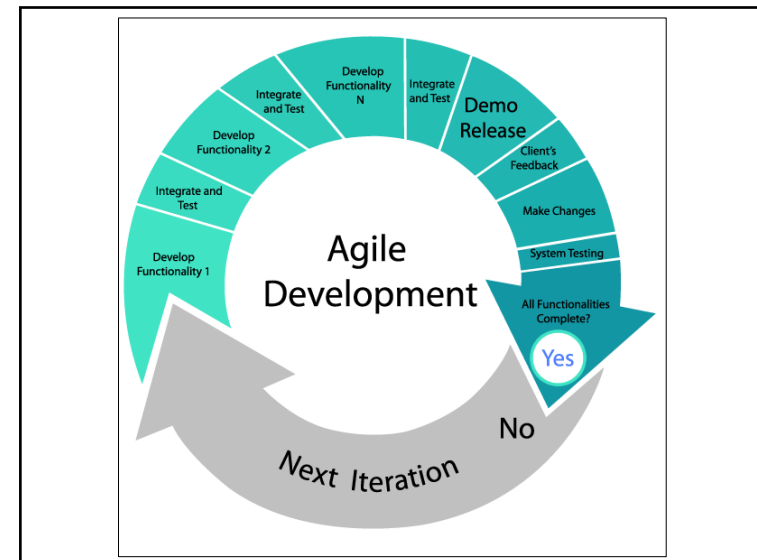 Develop
Functionality 1
Integrate and
Test
Develop
Functionality 2
Integrate
and Test
Develop
Functionality
N
Integrate
and Test
Demo
Release
Client's
Feedback
Make Changes
System Testing
All Functionalities
Complete?
Yes
No
Next Iteration
Agile
Development